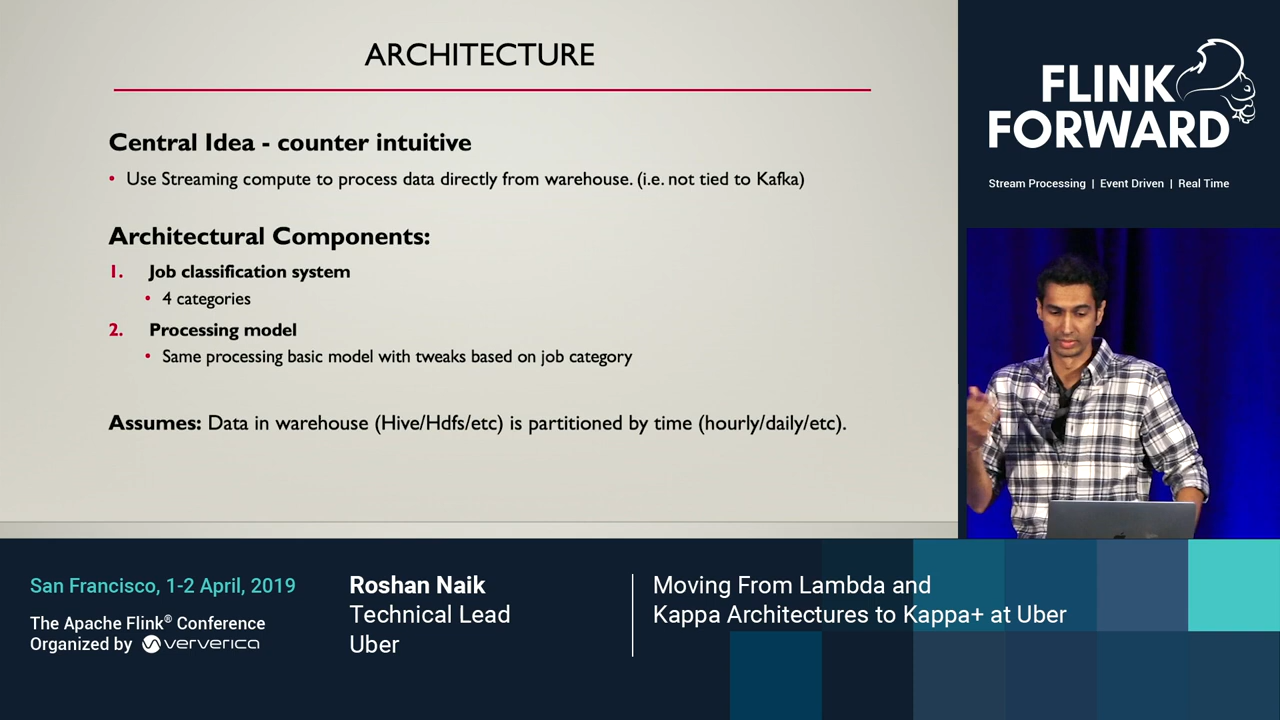 ARCHITECTURE
Central Idea - counter intuitive
• Use Streaming compute to process data directly from warehouse. (i.e. not tied to Kafka)
Architectural Components:
1. Job classification system
• 4 categories
2. Processing model
• Same processing basic model with tweaks based on job category
Assumes: Data in warehouse (Hive/Hdfs/etc) is partitioned by time (hourly/daily/etc).
FLINK
FORWARD
Stream Processing | Event Driven | Real Time
San Francisco, 1-2 April, 2019
The Apache Flink® Conference
Organized by ververica
Roshan Naik
Technical Lead
Uber
Moving From Lambda and
Kappa Architectures to Kappa+ at Uber